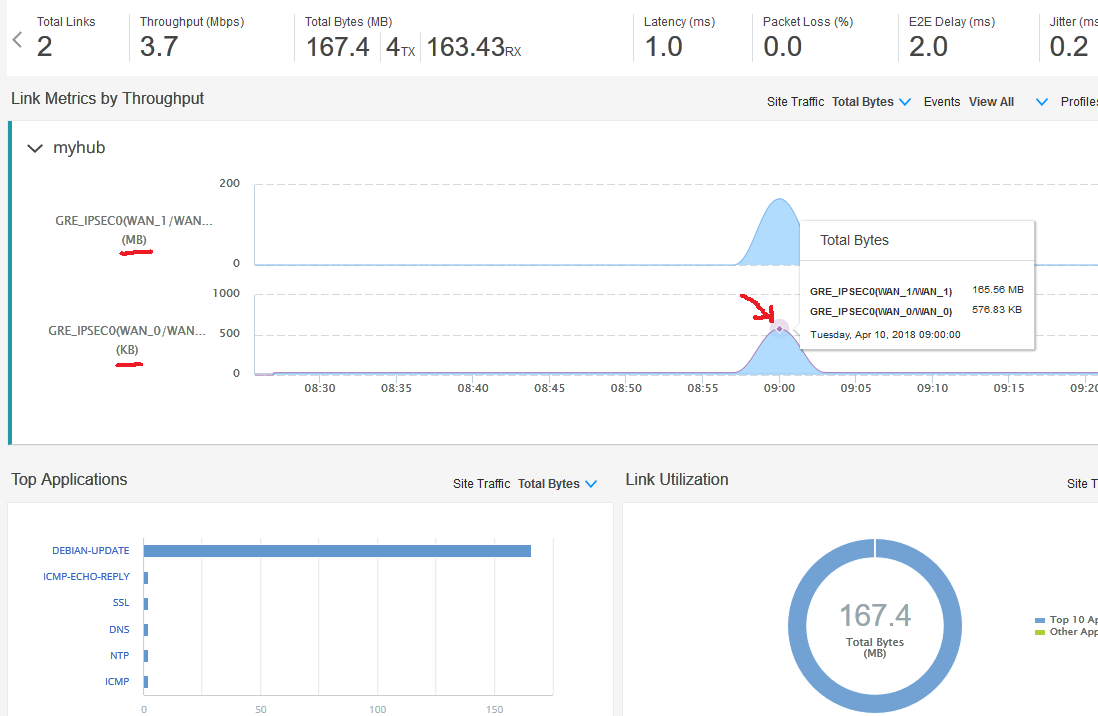 Total Links
2
Throughput (Mbps)
3.7
Total Bytes (MB)
167.4 4TX 163.43RX
Latency (ms)
1.0
Packet Loss (%)
0.0
E2E Delay (ms)
2.0
Jitter (ms
0.2
Link Metrics by Throughput
Site Traffic Total Bytes Events View All Profiles
myhub
200
GRE_IPSEC0(WAN_1/WAN...
(MB)
0
Total Bytes
GRE_IPSEC0(WAN_1/WAN_1) 165.56 MB
GRE_IPSEC0(WAN_0/WAN_0) 576.83 KB
Tuesday, Apr 10, 2018 09:00:00
1000
GRE_IPSEC0(WAN_0/WAN...
500
(KB)
0
08:30 08:35 08:40 08:45 08:50 08:55 09:00 09:05 09:10 09:15 09:20
Top Applications
Site Traffic Total Bytes
DEBIAN-UPDATE
ICMP-ECHO-REPLY
SSL
DNS
NTP
ICMP
0 50 100 150
Link Utilization
Site T
167.4
Total Bytes
(MB)
Top 10 Ap
Other App